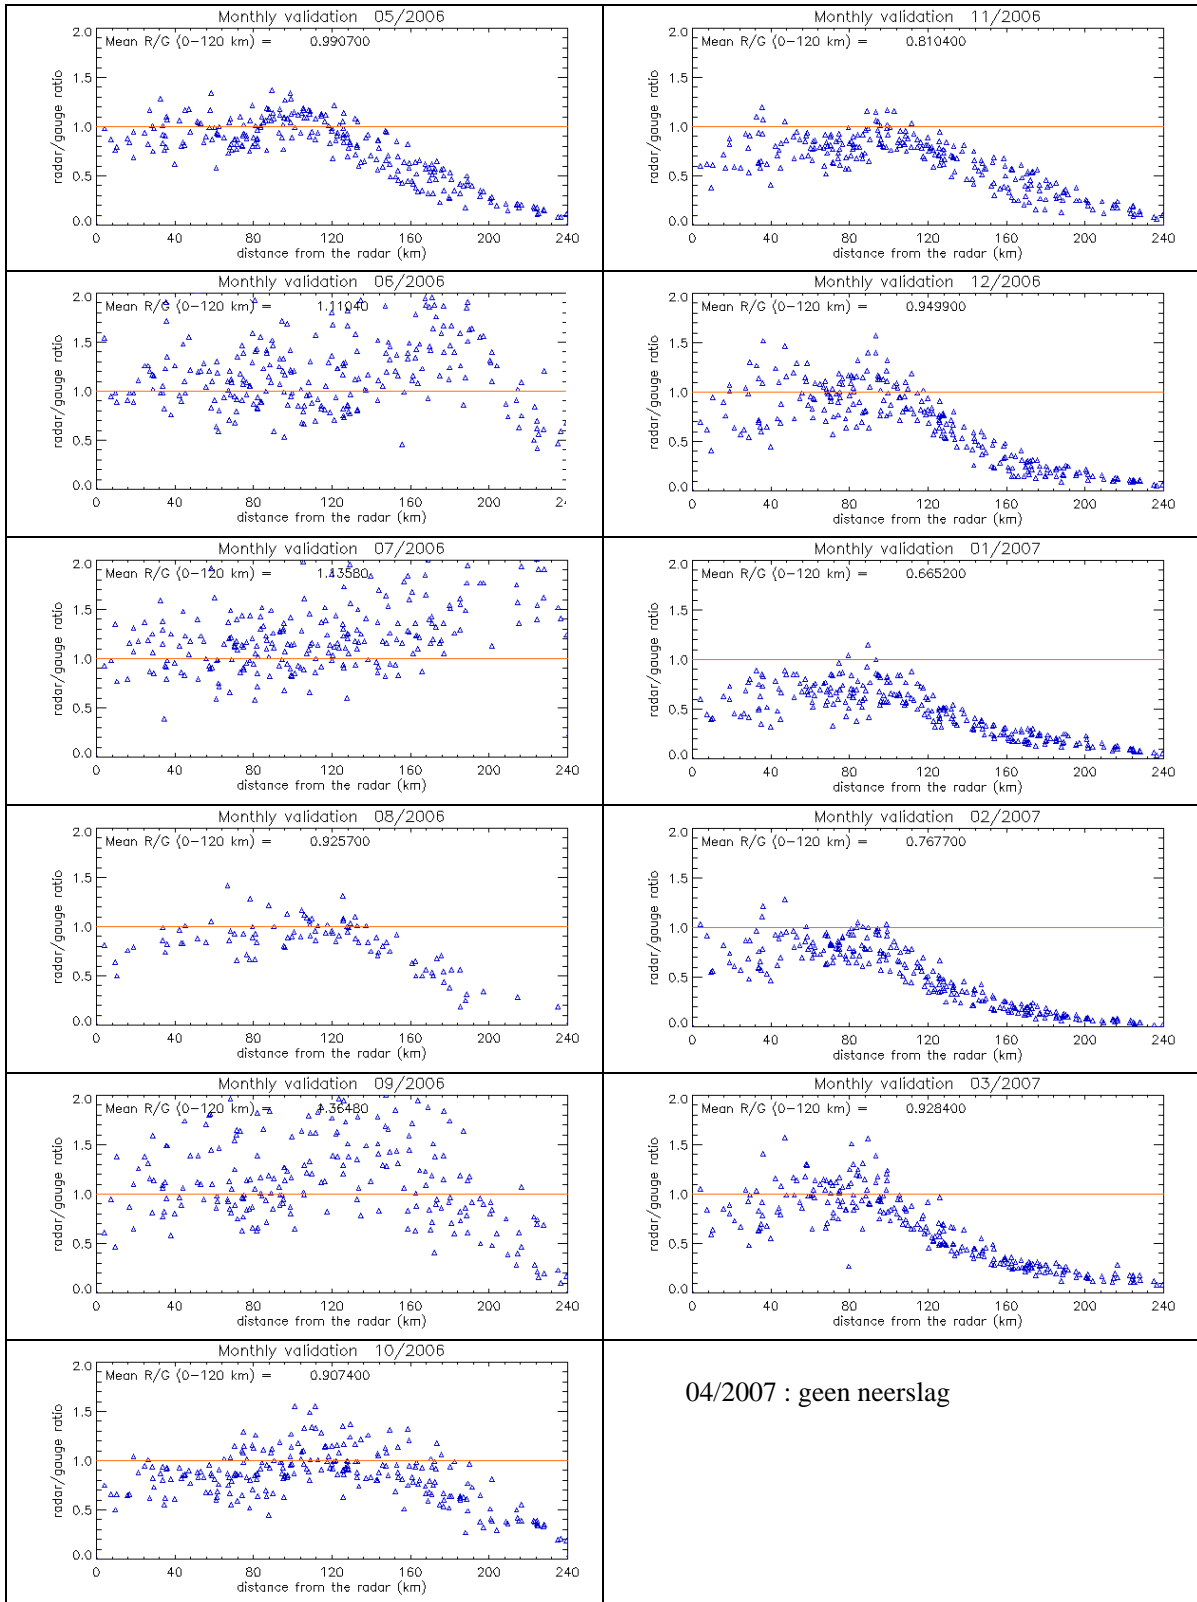 Monthly validation 05/2006
Mean R/G (0-120 km) = 0.990700
2.0
1.5
1.0
0.5
0.0
radar/gauge ratio
0 40 80 120 160 200 240
distance from the radar (km)
Monthly validation 11/2006
Mean R/G (0-120 km) = 0.810400
2.0
1.5
1.0
0.5
0.0
radar/gauge ratio
0 40 80 120 160 200 240
distance from the radar (km)
Monthly validation 06/2006
Mean R/G (0-120 km) = 1.11040
2.0
1.5
1.0
0.5
0.0
radar/gauge ratio
0 40 80 120 160 200 240
distance from the radar (km)
Monthly validation 12/2006
Mean R/G (0-120 km) = 0.949900
2.0
1.5
1.0
0.5
0.0
radar/gauge ratio
0 40 80 120 160 200 240
distance from the radar (km)
Monthly validation 07/2006
Mean R/G (0-120 km) = 1.13580
2.0
1.5
1.0
0.5
0.0
radar/gauge ratio
0 40 80 120 160 200 240
distance from the radar (km)
Monthly validation 01/2007
Mean R/G (0-120 km) = 0.665200
2.0
1.5
1.0
0.5
0.0
radar/gauge ratio
0 40 80 120 160 200 240
distance from the radar (km)
Monthly validation 08/2006
Mean R/G (0-120 km) = 0.925700
2.0
1.5
1.0
0.5
0.0
radar/gauge ratio
0 40 80 120 160 200 240
distance from the radar (km)
Monthly validation 02/2007
Mean R/G (0-120 km) = 0.767700
2.0
1.5
1.0
0.5
0.0
radar/gauge ratio
0 40 80 120 160 200 240
distance from the radar (km)
Monthly validation 09/2006
Mean R/G (0-120 km) = 1.36480
2.0
1.5
1.0
0.5
0.0
radar/gauge ratio
0 40 80 120 160 200 240
distance from the radar (km)
Monthly validation 03/2007
Mean R/G (0-120 km) = 0.928400
2.0
1.5
1.0
0.5
0.0
radar/gauge ratio
0 40 80 120 160 200 240
distance from the radar (km)
Monthly validation 10/2006
Mean R/G (0-120 km) = 0.907400
2.0
1.5
1.0
0.5
0.0
radar/gauge ratio
0 40 80 120 160 200 240
distance from the radar (km)
04/2007 : geen neerslag